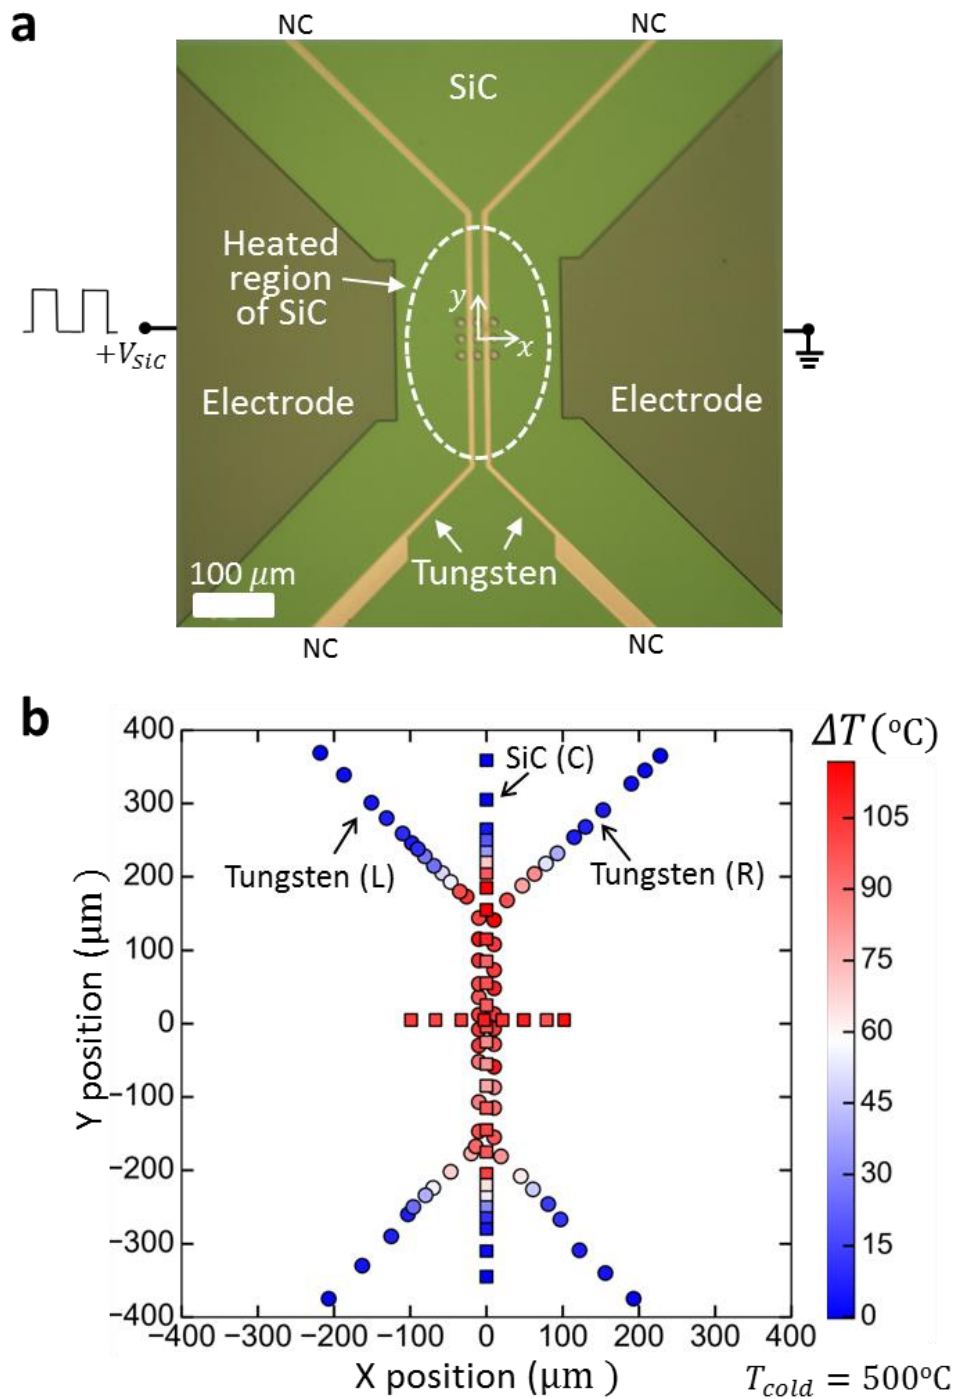 a
NC NC
SiC
Heated
region
of SiC
y
x
+V_SiC
Electrode
Electrode
100 μm
Tungsten
NC
NC
b
ΔT (°C)
400
300
200
100
0
−100
−200
−300
−400
SiC (C)
Tungsten (L)
Tungsten (R)
Y position (μm)
105
90
75
60
45
30
15
0
−400 −300 −200 −100 0 100 200 300 400
X position (μm)
T_cold = 500°C